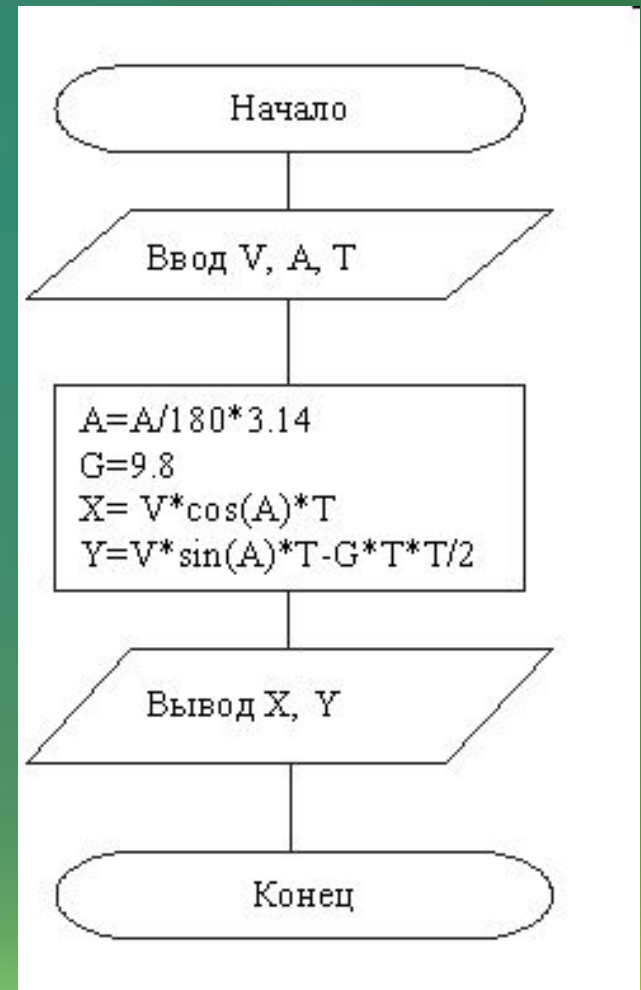 Начало
Ввод V, A, T
A=A/180*3.14
G=9.8
X= V*cos(A)*T
Y=V*sin(A)*T-G*T*T/2
Вывод X, Y
Конец